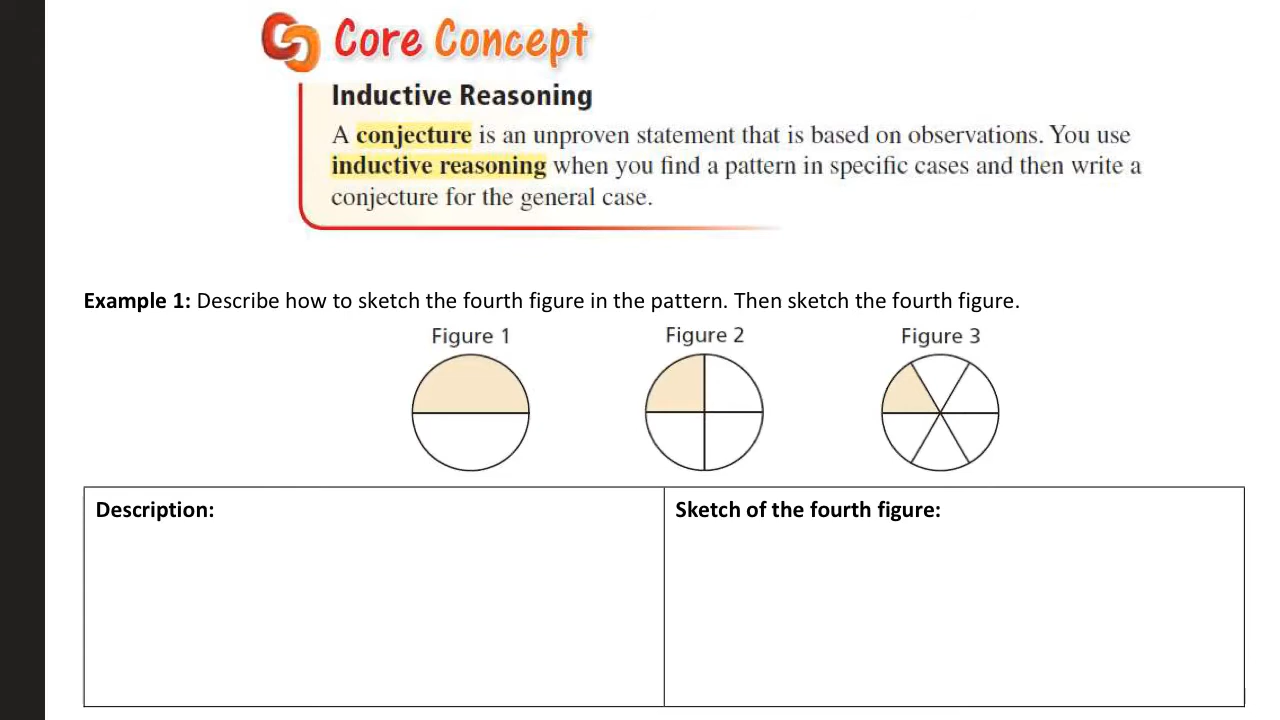 Core Concept
Inductive Reasoning
A conjecture is an unproven statement that is based on observations. You use
inductive reasoning when you find a pattern in specific cases and then write a
conjecture for the general case.
Example 1: Describe how to sketch the fourth figure in the pattern. Then sketch the fourth figure.
Figure 1 Figure 2 Figure 3
Description: Sketch of the fourth figure: